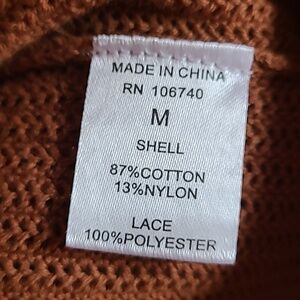 MADE IN CHINA
RN 106740
M
SHELL
87%COTTON
13%NYLON
LACE
100%POLYESTER